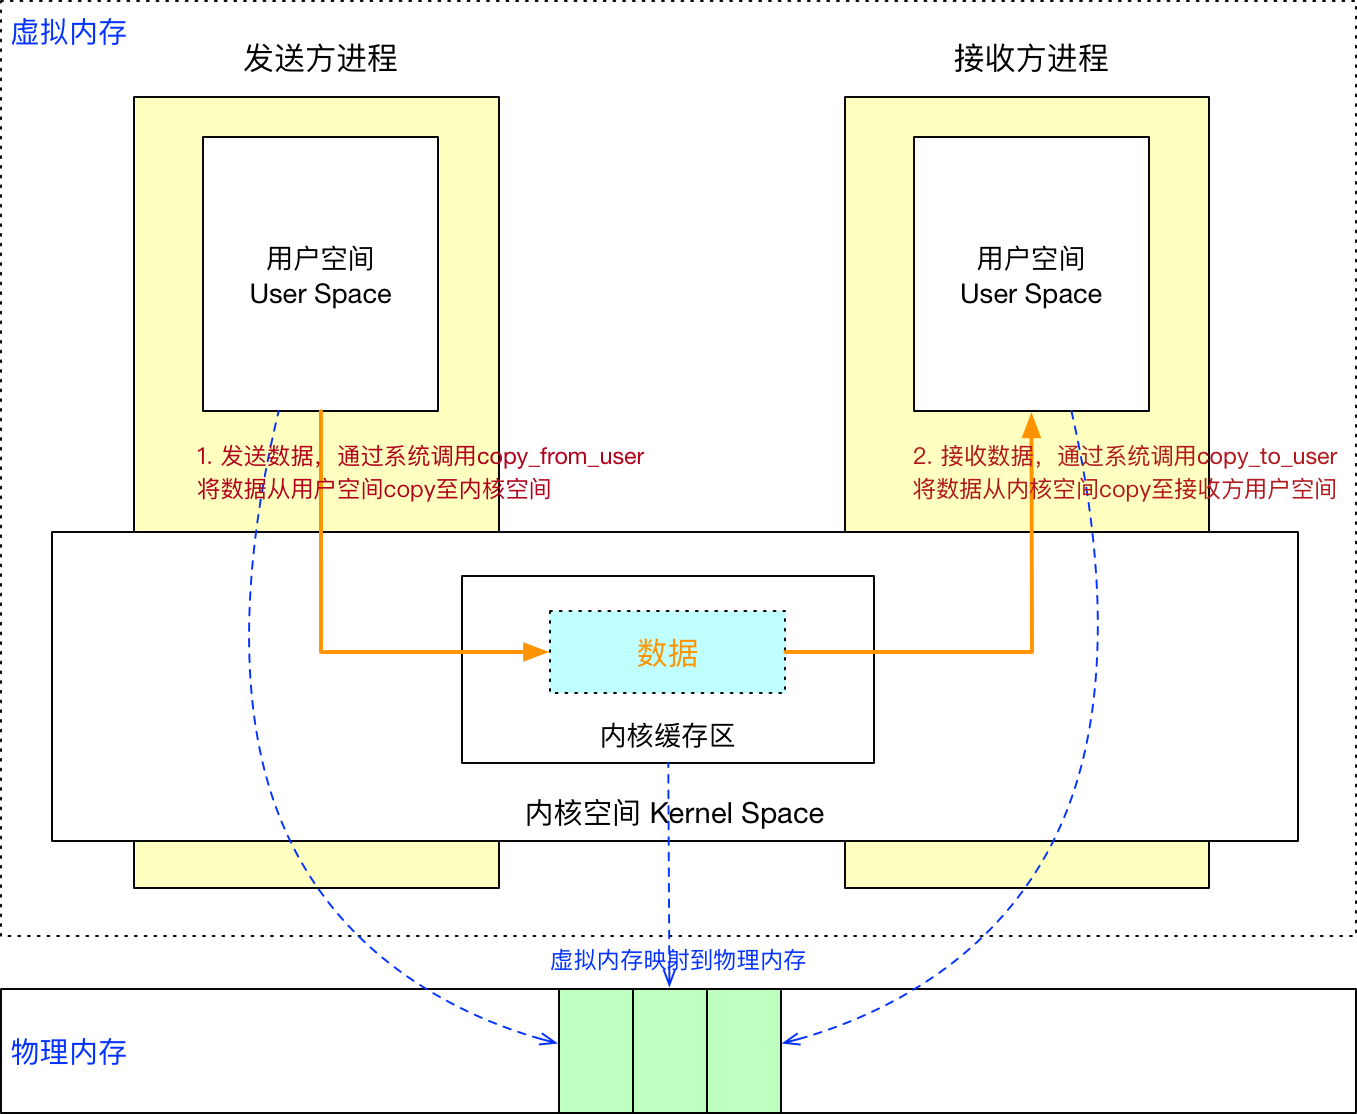 虚拟内存
发送方进程
接收方进程
用户空间
User Space
用户空间
User Space
1. 发送数据，通过系统调用copy_from_user
将数据从用户空间copy至内核空间
2. 接收数据，通过系统调用copy_to_user
将数据从内核空间copy至接收方用户空间
数据
内核缓存区
内核空间 Kernel Space
虚拟内存映射到物理内存
物理内存